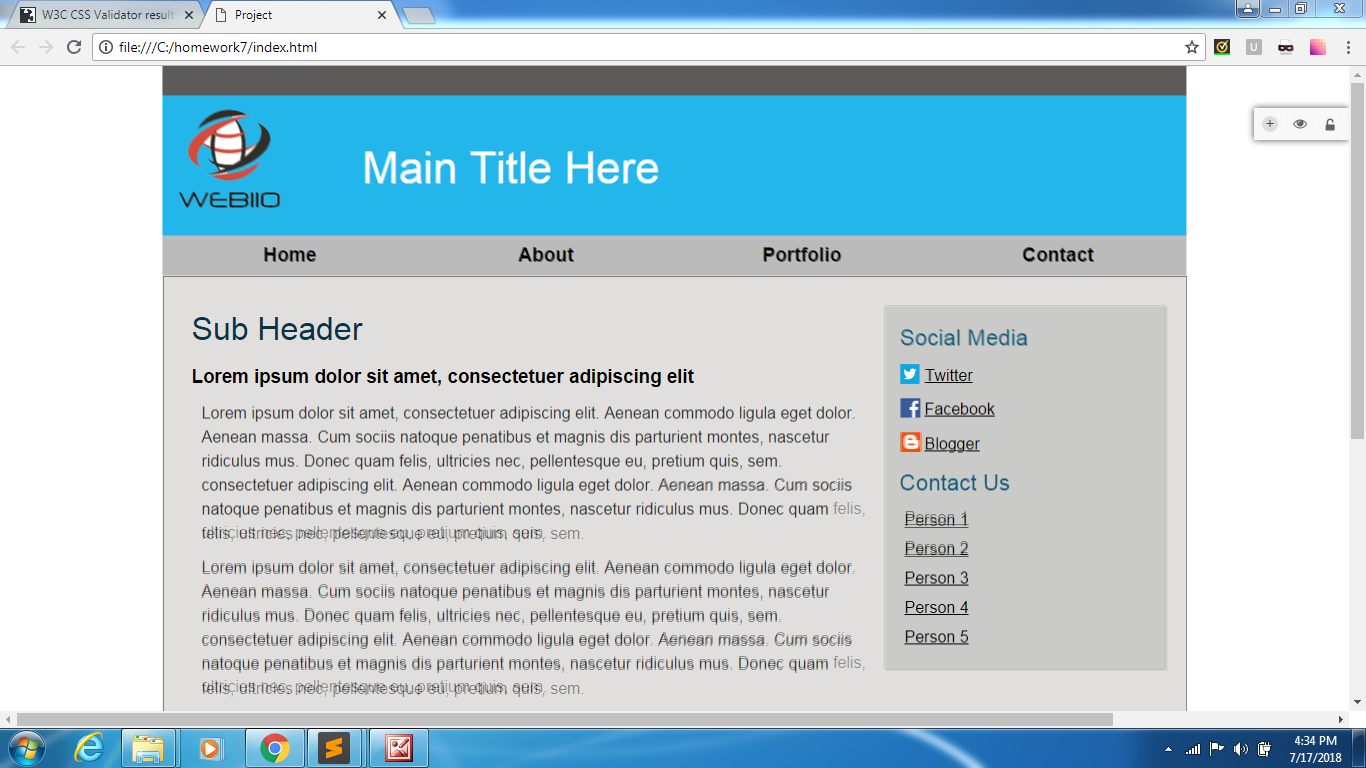 W3C CSS Validator result
Project
file:///C:/homework7/index.html
U
WEBIIO
Main Title Here
Home
About
Portfolio
Contact
Sub Header
Lorem ipsum dolor sit amet, consectetuer adipiscing elit
Lorem ipsum dolor sit amet, consectetuer adipiscing elit. Aenean commodo ligula eget dolor.
Aenean massa. Cum sociis natoque penatibus et magnis dis parturient montes, nascetur
ridiculus mus. Donec quam felis, ultricies nec, pellentesque eu, pretium quis, sem.
consectetuer adipiscing elit. Aenean commodo ligula eget dolor. Aenean massa. Cum sociis
natoque penatibus et magnis dis parturient montes, nascetur ridiculus mus. Donec quam felis,
felis, ultricies nec, pellentesque eu, pretium quis, sem.
Lorem ipsum dolor sit amet, consectetuer adipiscing elit. Aenean commodo ligula eget dolor.
Aenean massa. Cum sociis natoque penatibus et magnis dis parturient montes, nascetur
ridiculus mus. Donec quam felis, ultricies nec, pellentesque eu, pretium quis, sem.
consectetuer adipiscing elit. Aenean commodo ligula eget dolor. Aenean massa. Cum sociis
natoque penatibus et magnis dis parturient montes, nascetur ridiculus mus. Donec quam felis,
felis, ultricies nec, pellentesque eu, pretium quis, sem.
Social Media
Twitter
Facebook
Blogger
Contact Us
Person 1
Person 2
Person 3
Person 4
Person 5
4:34 PM
7/17/2018